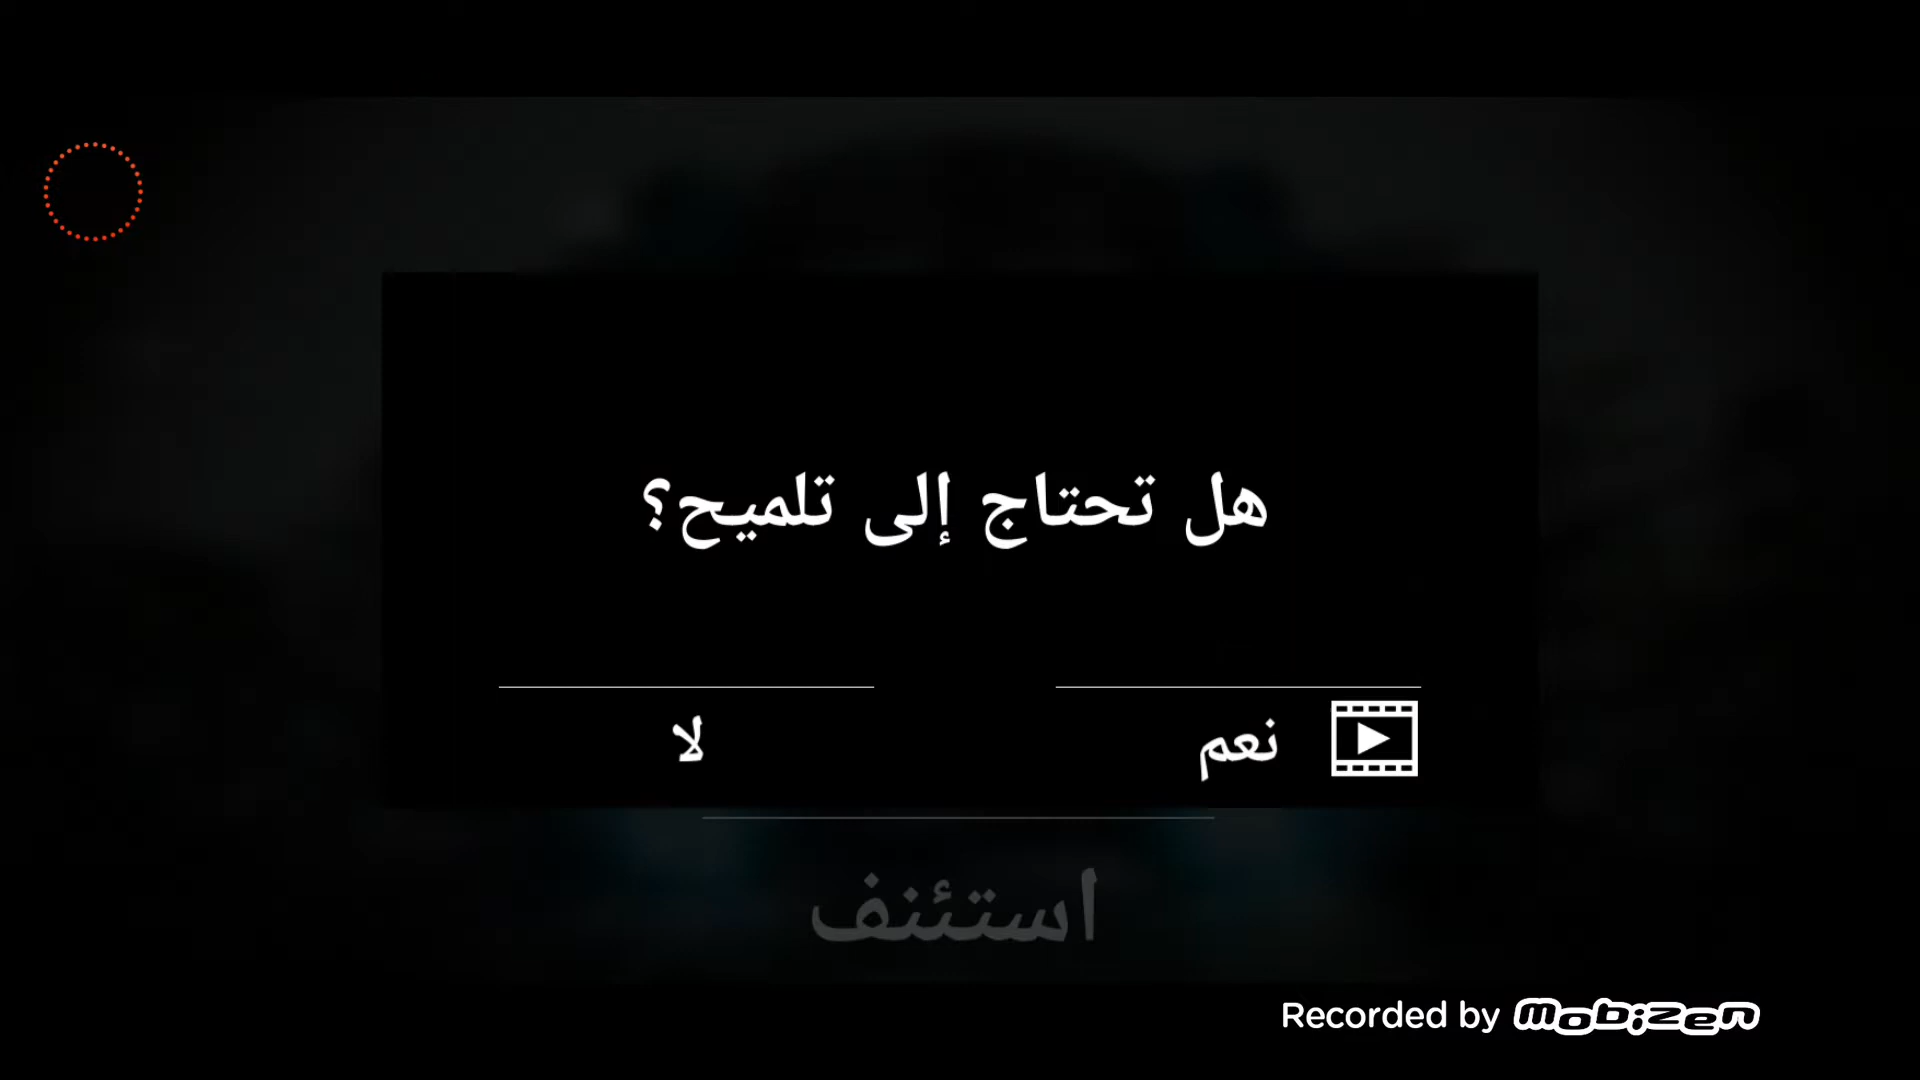 هل تحتاج إلى تلميح؟
نعم
لا
استئنف
Recorded by mobizen